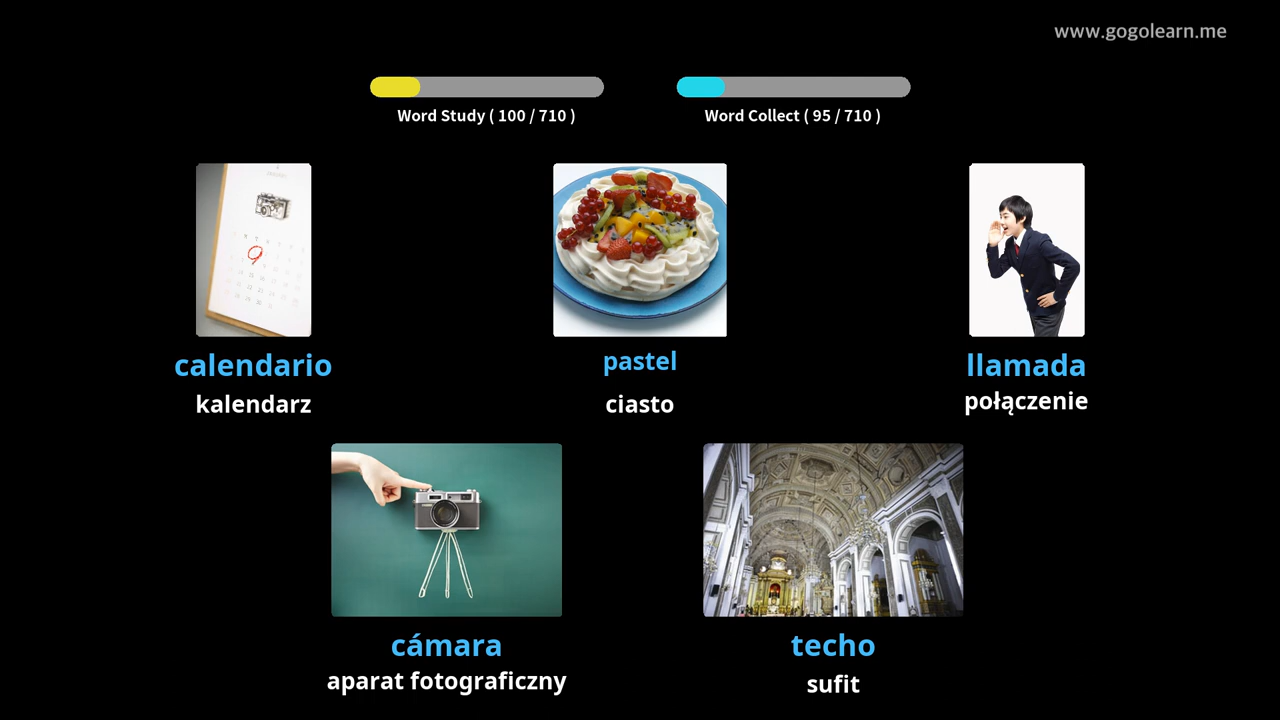 www.gogolearn.me
Word Study ( 100 / 710 )
Word Collect ( 95 / 710 )
calendario
kalendarz
pastel
ciasto
llamada
połączenie
cámara
aparat fotograficzny
techo
sufit